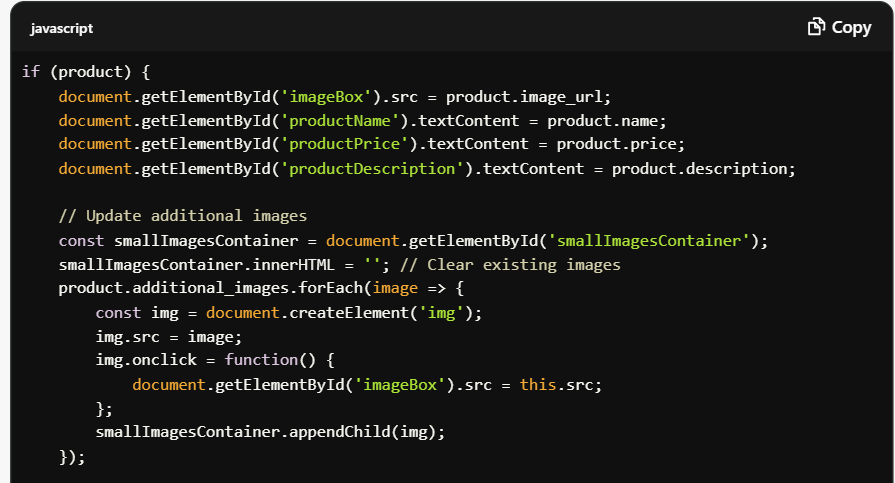 javascript
Copy
if (product) {
    document.getElementById('imageBox').src = product.image_url;
    document.getElementById('productName').textContent = product.name;
    document.getElementById('productPrice').textContent = product.price;
    document.getElementById('productDescription').textContent = product.description;

    // Update additional images
    const smallImagesContainer = document.getElementById('smallImagesContainer');
    smallImagesContainer.innerHTML = ''; // Clear existing images
    product.additional_images.forEach(image => {
        const img = document.createElement('img');
        img.src = image;
        img.onclick = function() {
            document.getElementById('imageBox').src = this.src;
        };
        smallImagesContainer.appendChild(img);
    });